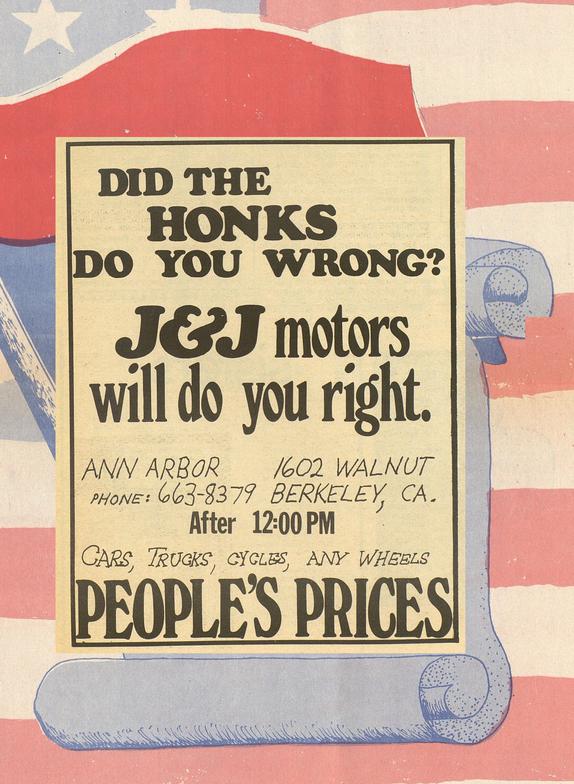 DID THE
HONKS
DO YOU WRONG?
J&J motors
will do you right.
ANN ARBOR 1602 WALNUT
PHONE: 663-8379 BERKELEY, CA.
After 12:00 PM
CARS, TRUCKS, CYCLES, ANY WHEELS
PEOPLE'S PRICES